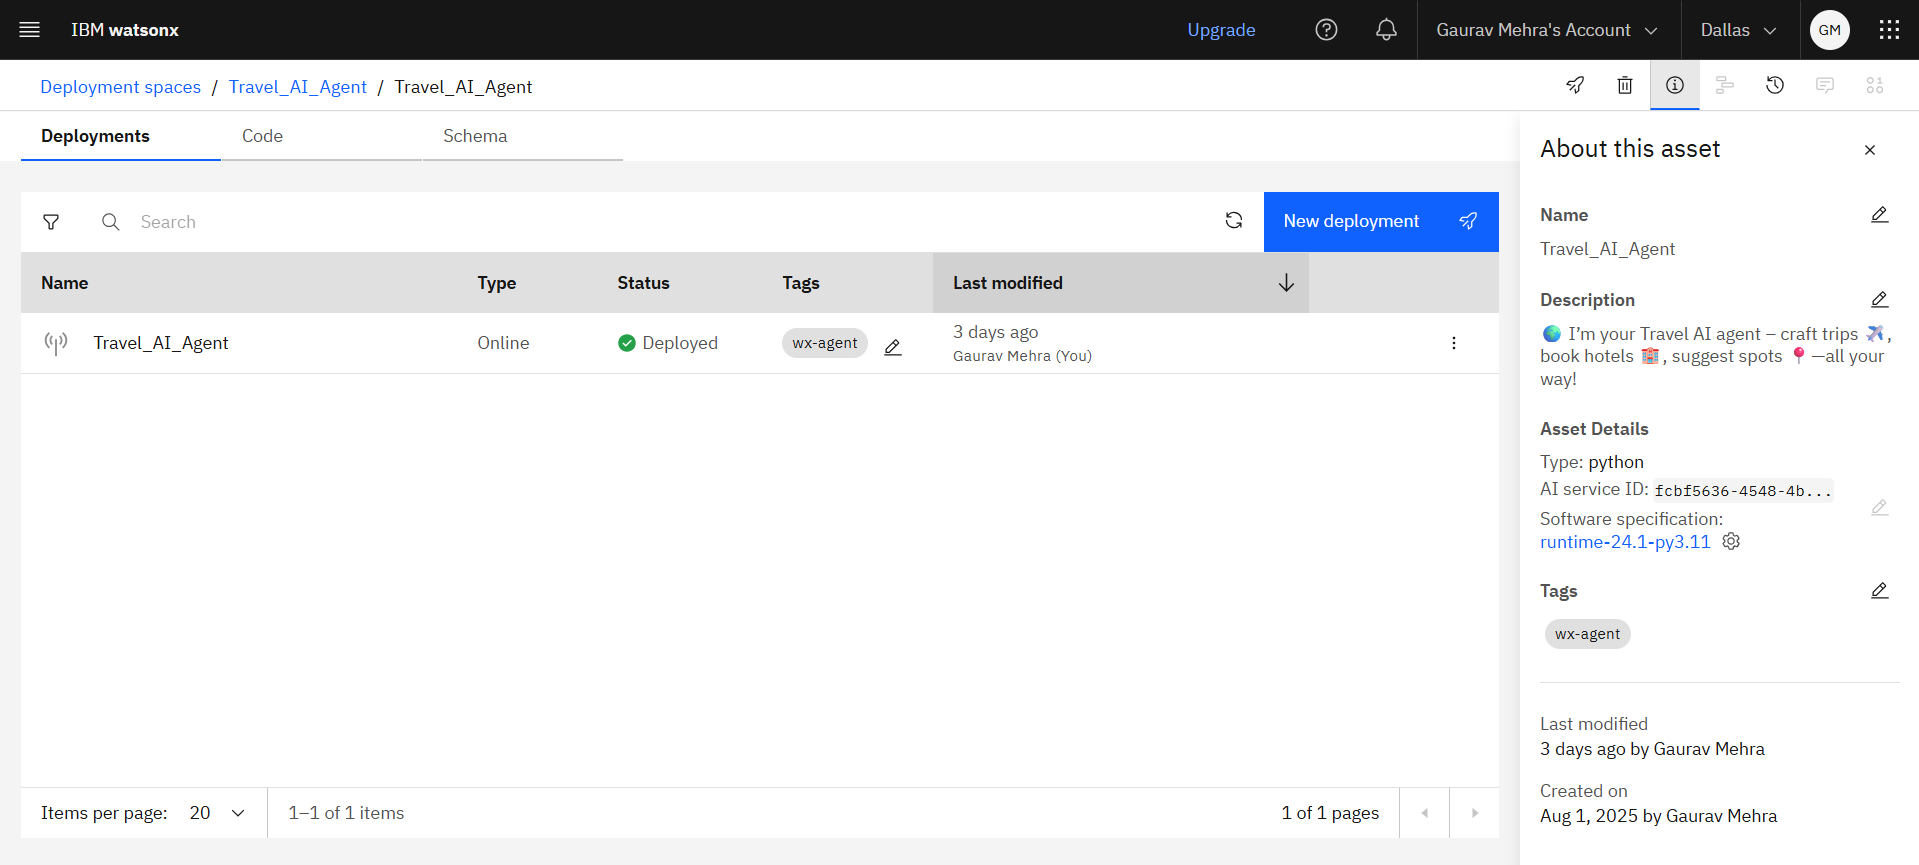 IBM watsonx
Upgrade
Gaurav Mehra's Account
Dallas
GM
Deployment spaces / Travel_AI_Agent / Travel_AI_Agent
Deployments
Code
Schema
Search
New deployment
Name
Type
Status
Tags
Last modified
Travel_AI_Agent
Online
Deployed
wx-agent
3 days ago
Gaurav Mehra (You)
Items per page: 20
1–1 of 1 items
1 of 1 pages
About this asset
Name
Travel_AI_Agent
Description
🌍 I’m your Travel AI agent – craft trips ✈️,
book hotels 🏨, suggest spots 📍—all your
way!
Asset Details
Type: python
AI service ID: fcbf5636-4548-4b...
Software specification:
runtime-24.1-py3.11
Tags
wx-agent
Last modified
3 days ago by Gaurav Mehra
Created on
Aug 1, 2025 by Gaurav Mehra